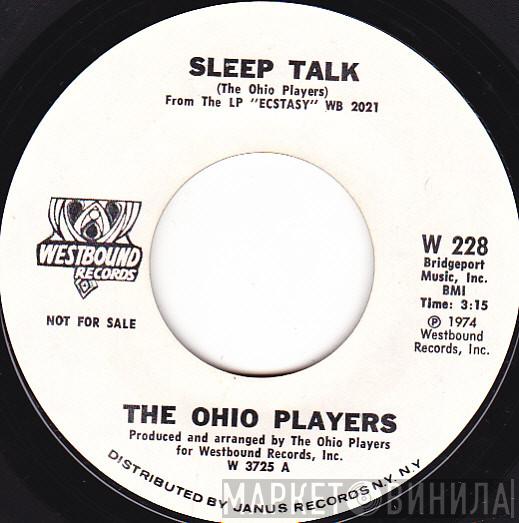 SLEEP TALK
(The Ohio Players)
From The LP "ECSTASY" WB 2021
WESTBOUND
RECORDS
NOT FOR SALE
W 228
Bridgeport
Music, Inc.
BMI
Time: 3:15
℗ 1974
Westbound
Records, Inc.
THE OHIO PLAYERS
Produced and arranged by The Ohio Players
for Westbound Records, Inc.
W 3725 A
DISTRIBUTED BY JANUS RECORDS N.Y. N.Y
МАРКЕТ ВИНИЛА